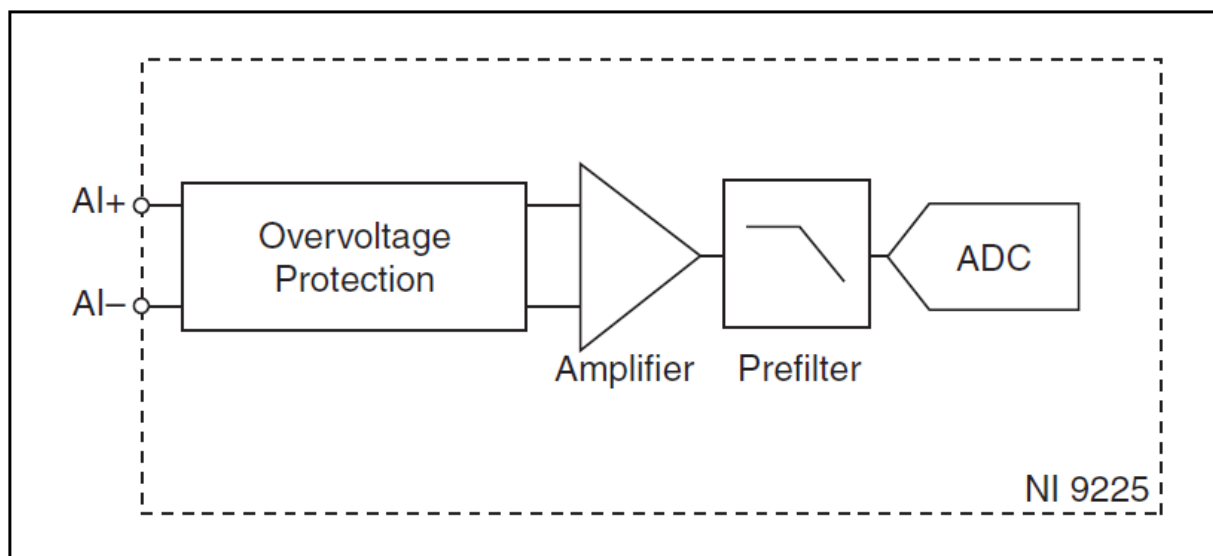 AI+
AI–
Overvoltage
Protection
Amplifier
Prefilter
ADC
NI 9225